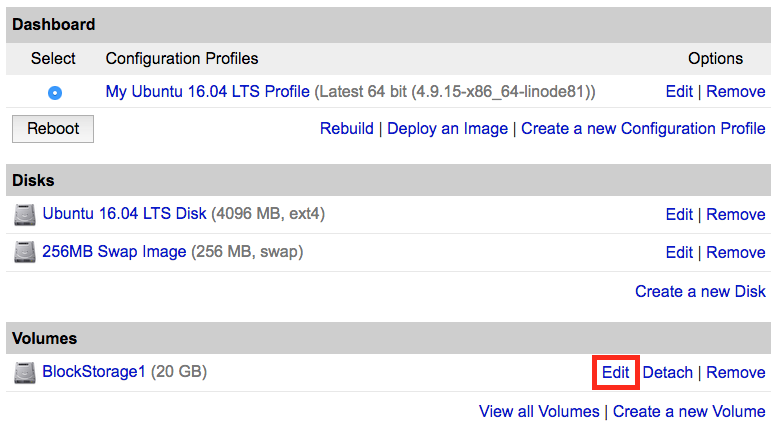 Dashboard
Select Configuration Profiles Options
My Ubuntu 16.04 LTS Profile (Latest 64 bit (4.9.15-x86_64-linode81)) Edit | Remove
Reboot Rebuild | Deploy an Image | Create a new Configuration Profile
Disks
Ubuntu 16.04 LTS Disk (4096 MB, ext4) Edit | Remove
256MB Swap Image (256 MB, swap) Edit | Remove
Create a new Disk
Volumes
BlockStorage1 (20 GB) Edit Detach | Remove
View all Volumes | Create a new Volume